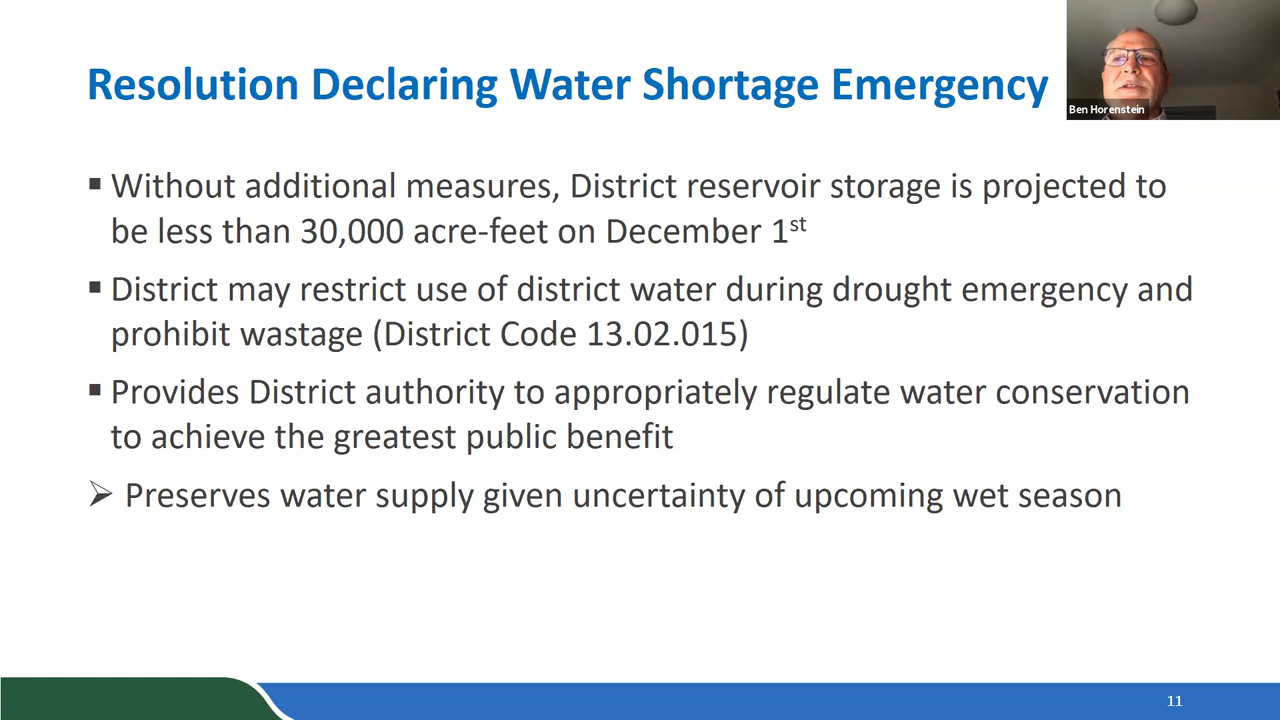 Resolution Declaring Water Shortage Emergency
Ben Horenstein
▪ Without additional measures, District reservoir storage is projected to
be less than 30,000 acre-feet on December 1st
▪ District may restrict use of district water during drought emergency and
prohibit wastage (District Code 13.02.015)
▪ Provides District authority to appropriately regulate water conservation
to achieve the greatest public benefit
➢ Preserves water supply given uncertainty of upcoming wet season
11